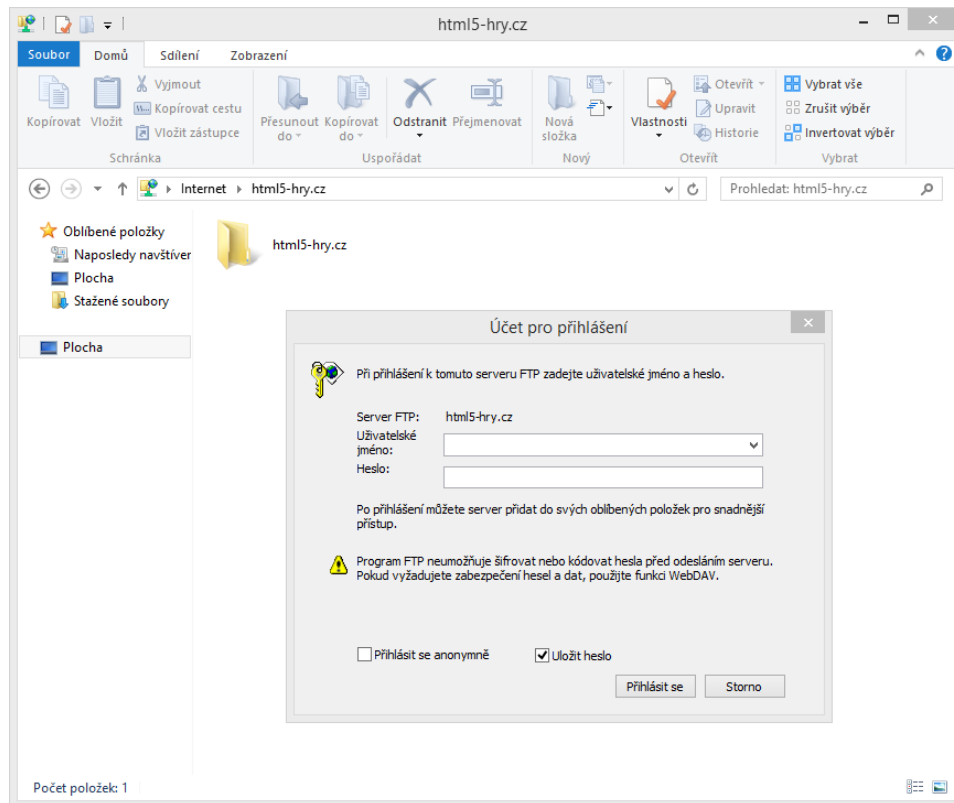 html5-hry.cz
Soubor Domů Sdílení Zobrazení
Kopírovat
Vložit
Vyjmout
Kopírovat cestu
Vložit zástupce
Schránka
Přesunout do
Kopírovat do
Odstranit
Přejmenovat
Uspořádat
Nová složka
Nový
Vlastnosti
Otevřít
Upravit
Historie
Otevřít
Vybrat vše
Zrušit výběr
Invertovat výběr
Vybrat
Internet html5-hry.cz
Prohledat: html5-hry.cz
Oblíbené položky
Naposledy navštíver
Plocha
Stažené soubory
Plocha
html5-hry.cz
Účet pro přihlášení
Při přihlášení k tomuto serveru FTP zadejte uživatelské jméno a heslo.
Server FTP: html5-hry.cz
Uživatelské
jméno:
Heslo:
Po přihlášení můžete server přidat do svých oblíbených položek pro snadnější
přístup.
Program FTP neumožňuje šifrovat nebo kódovat hesla před odesláním serveru.
Pokud vyžadujete zabezpečení hesel a dat, použijte funkci WebDAV.
Přihlásit se anonymně
Uložit heslo
Přihlásit se
Storno
Počet položek: 1